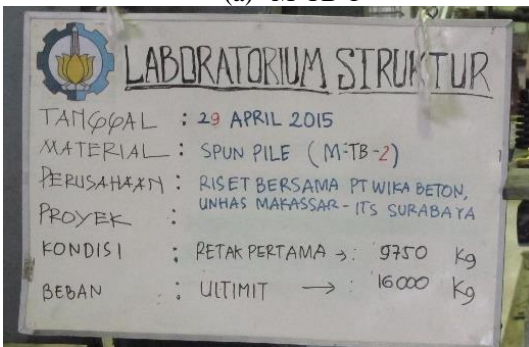 LABORATORIUM STRUKTUR
TANGGAL : 29 APRIL 2015
MATERIAL : SPUN PILE (M-TB-2)
PERUSAHAAN : RISET BERSAMA PT WIKA BETON,
UNHAS MAKASSAR - ITS SURABAYA
PROYEK :
KONDISI : RETAK PERTAMA → : 9750 Kg
BEBAN : ULTIMIT → : 16000 Kg